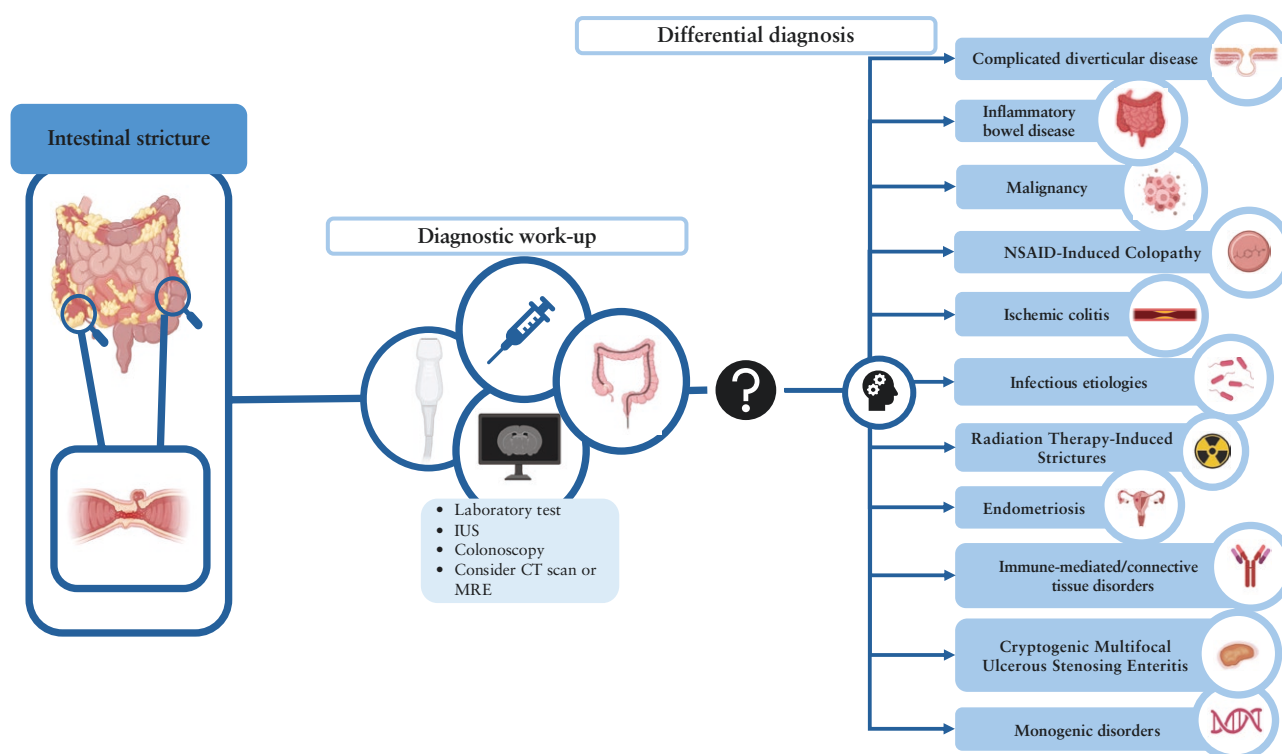 Differential diagnosis
Complicated diverticular disease
Intestinal stricture
Inflammatory
bowel disease
Malignancy
Diagnostic work-up
NSAID-Induced Colopathy
Ischemic colitis
?
Infectious etiologies
Radiation Therapy-Induced
Strictures
Endometriosis
• Laboratory test
• IUS
• Colonoscopy
• Consider CT scan or
MRE
Immune-mediated/connective
tissue disorders
Cryptogenic Multifocal
Ulcerous Stenosing Enteritis
Monogenic disorders